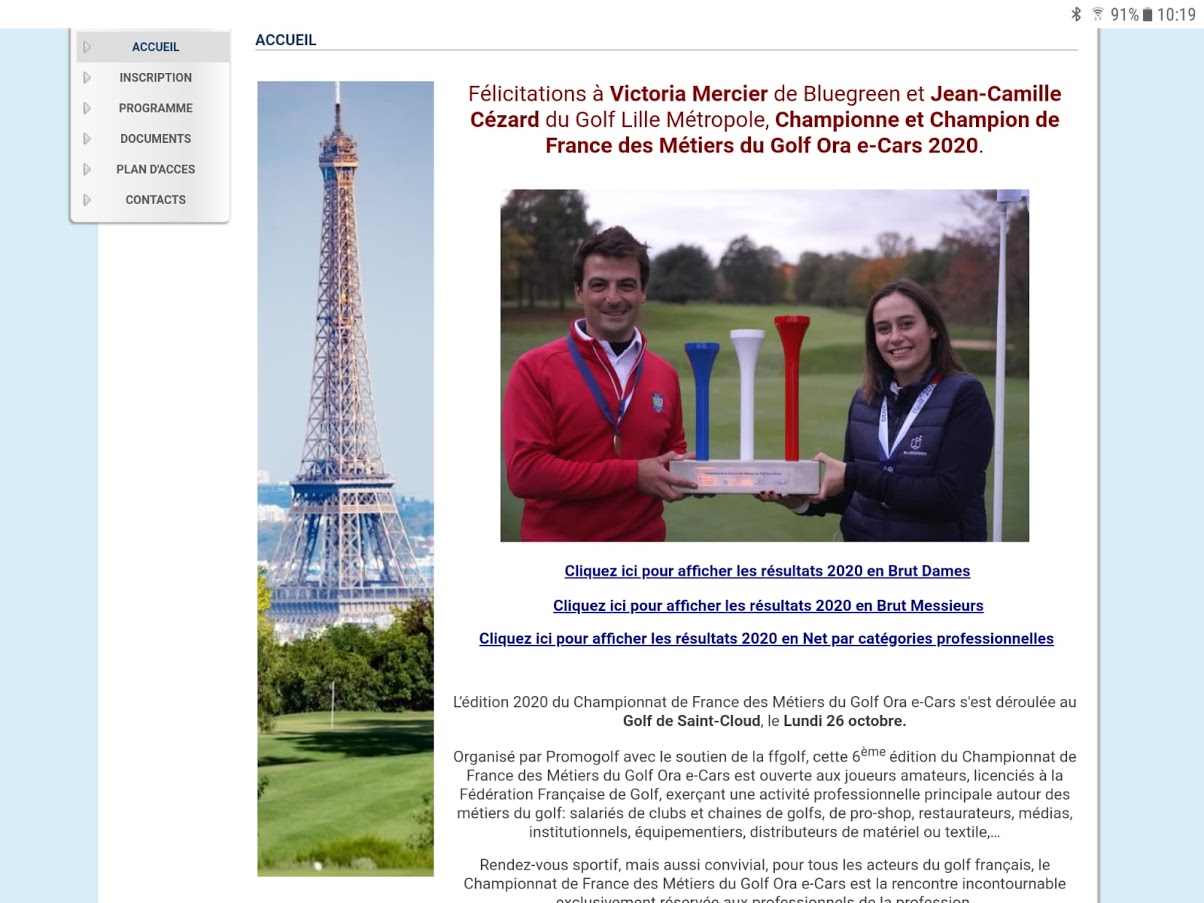 91% 10:19
ACCUEIL
INSCRIPTION
PROGRAMME
DOCUMENTS
PLAN D'ACCES
CONTACTS
ACCUEIL
Félicitations à Victoria Mercier de Bluegreen et Jean-Camille
Cézard du Golf Lille Métropole, Championne et Champion de
France des Métiers du Golf Ora e-Cars 2020.
BLUEGREEN
Cliquez ici pour afficher les résultats 2020 en Brut Dames
Cliquez ici pour afficher les résultats 2020 en Brut Messieurs
Cliquez ici pour afficher les résultats 2020 en Net par catégories professionnelles
L'édition 2020 du Championnat de France des Métiers du Golf Ora e-Cars s'est déroulée au
Golf de Saint-Cloud, le Lundi 26 octobre.
Organisé par Promogolf avec le soutien de la ffgolf, cette 6ème édition du Championnat de
France des Métiers du Golf Ora e-Cars est ouverte aux joueurs amateurs, licenciés à la
Fédération Française de Golf, exerçant une activité professionnelle principale autour des
métiers du golf: salariés de clubs et chaines de golfs, de pro-shop, restaurateurs, médias,
institutionnels, équipementiers, distributeurs de matériel ou textile,...
Rendez-vous sportif, mais aussi convivial, pour tous les acteurs du golf français, le
Championnat de France des Métiers du Golf Ora e-Cars est la rencontre incontournable
exclusivement réservée aux professionnels de la profession.